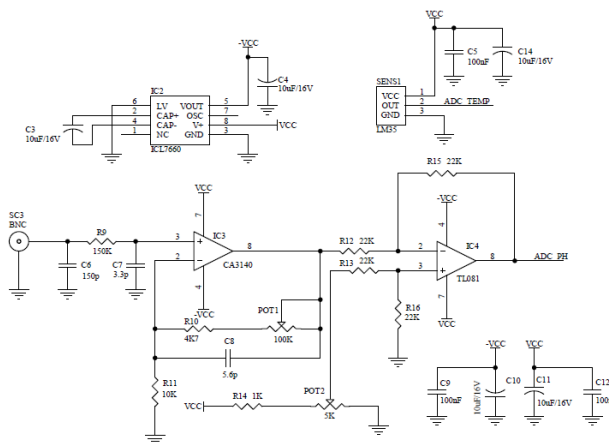 VCC
-VCC
C5
100nF
C14
10uF/16V
C4
10uF/16V
IC2
6 LV VOUT 5
2 CAP+ OSC 7
4 CAP- V+ 8 VCC
1 NC GND 3
ICL7660
C3
10uF/16V
SENS1
VCC 1
OUT 2 ADC_TEMP
GND 3
LM35
R15 22K
SC3
BNC
VCC
7
-VCC
4
R9
150K
3
IC3
+
-
2
8
CA3140
4
-VCC
R12 22K
R13 22K
2
3
-
+
IC4
8
ADC_PH
TL081
7
VCC
C6
150p
C7
3.3p
R10
4K7
POT1
100K
R16
22K
C8
5.6p
R11
10K
VCC
R14 1K
POT2
5K
-VCC
VCC
C9
100nF
C10
10uF/16V
C11
10uF/16V
C12